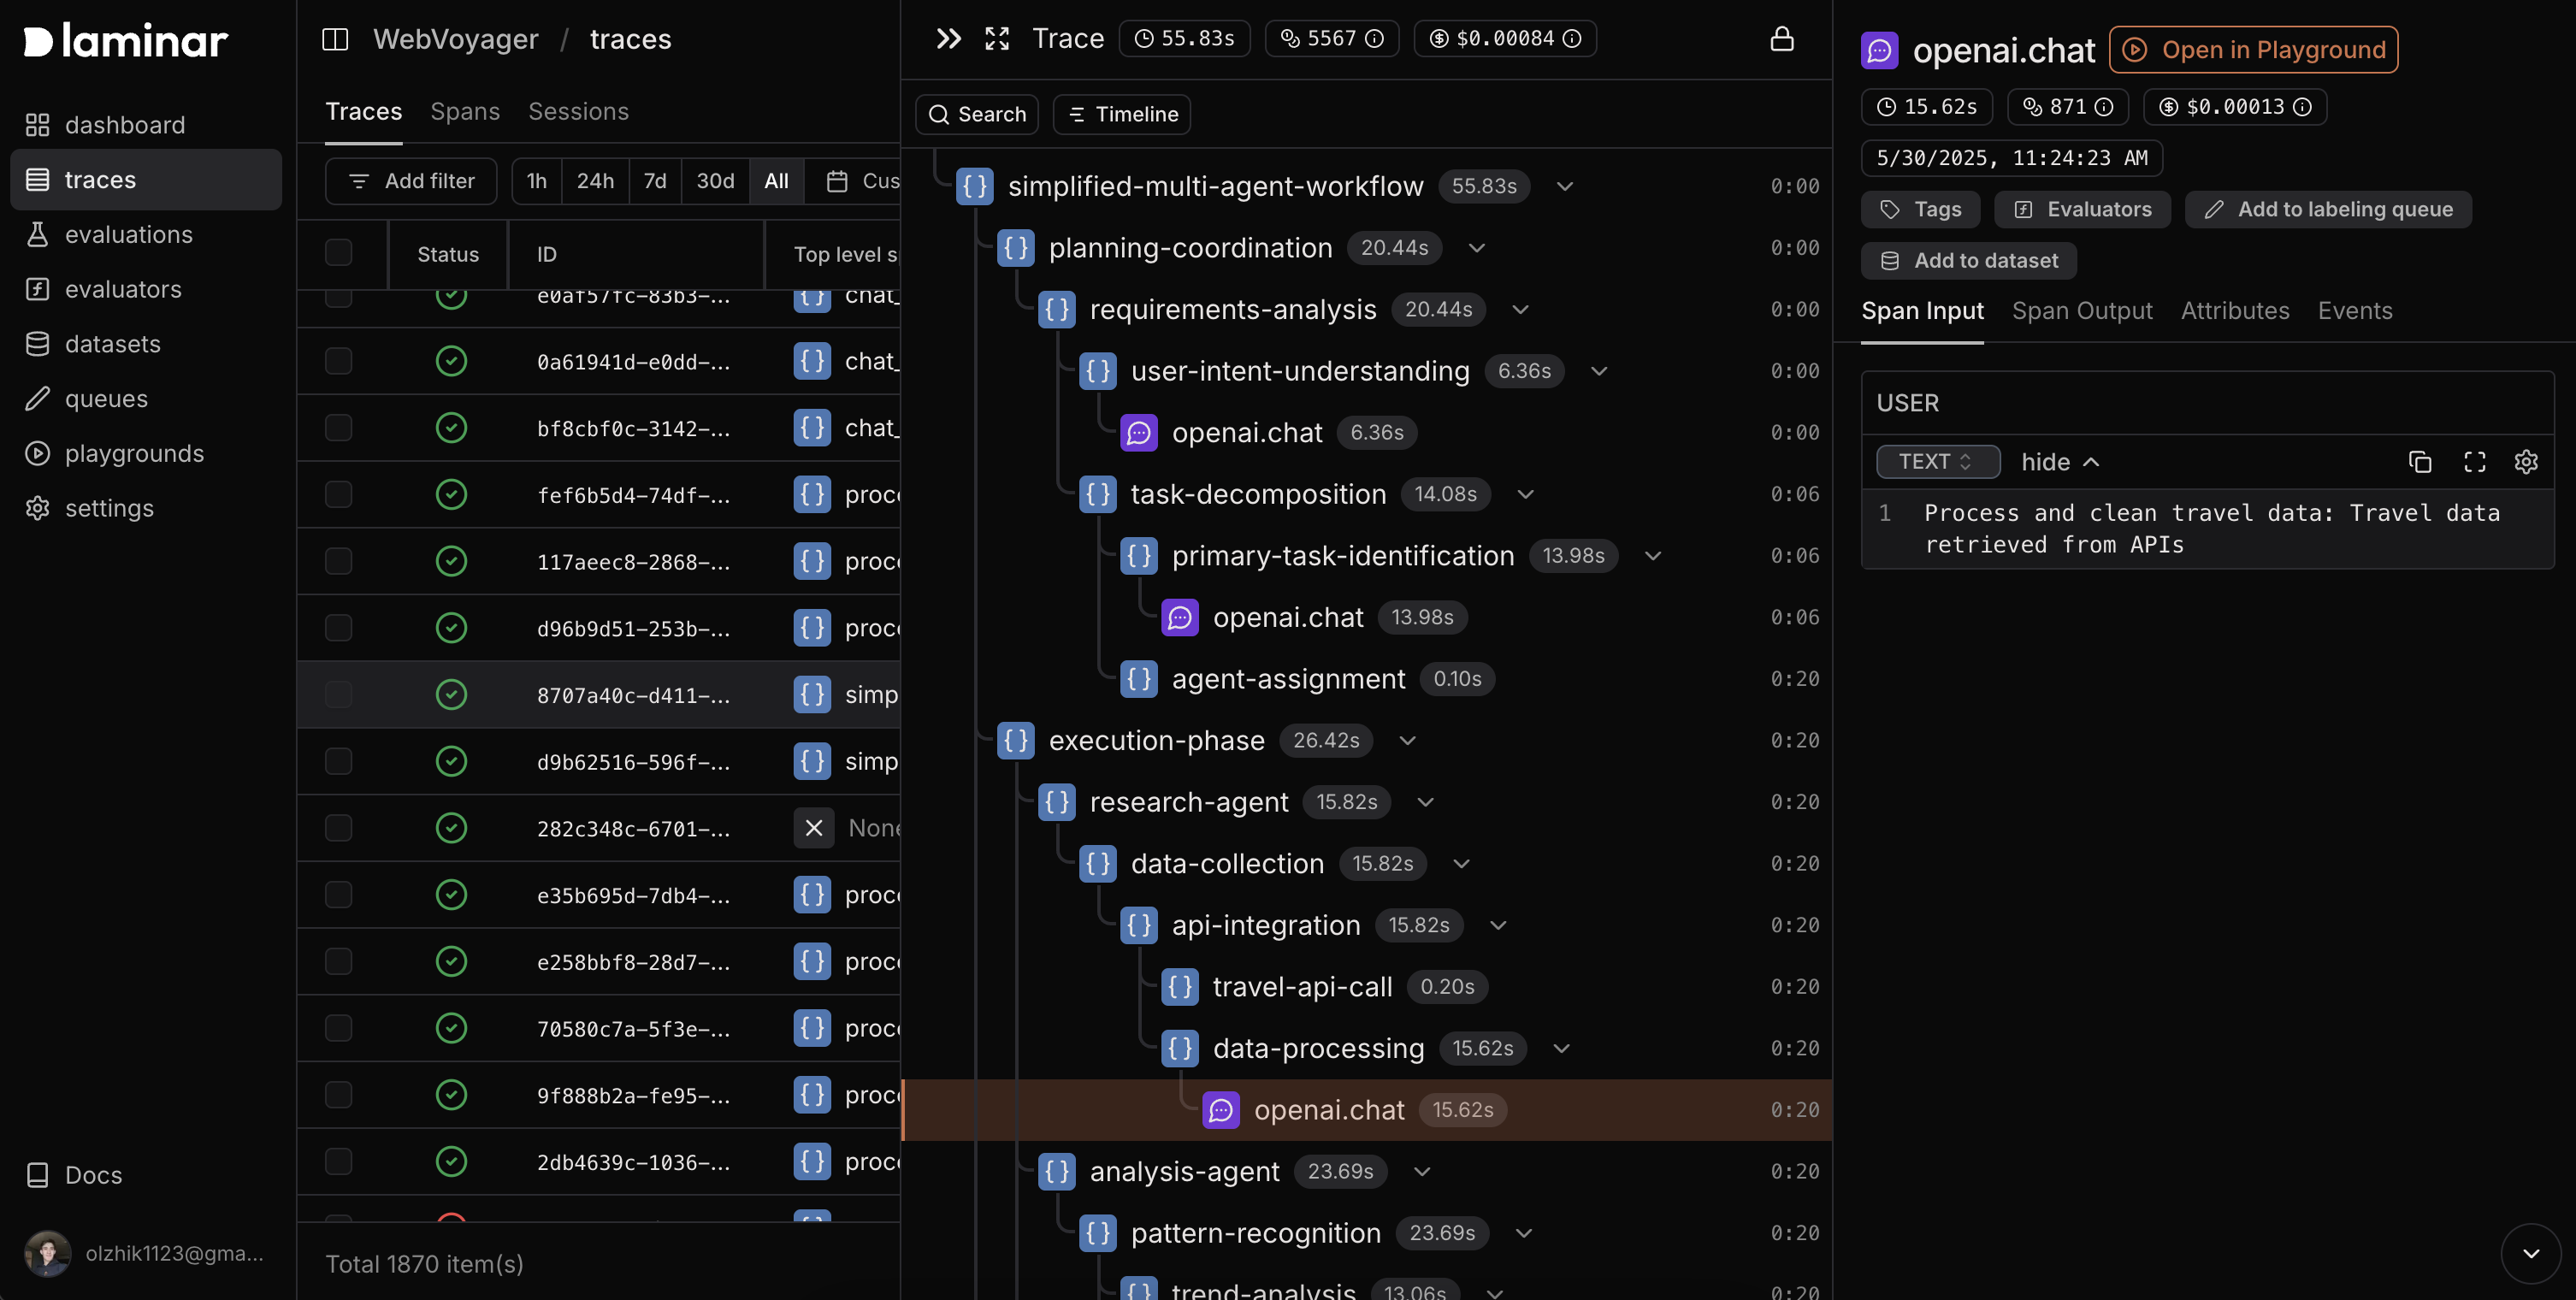 laminar
dashboard
traces
evaluations
evaluators
datasets
queues
playgrounds
settings
Docs
olzhik1123@gma...
WebVoyager / traces
Traces Spans Sessions
Add filter 1h 24h 7d 30d All Cus
Status ID Top level s
e0af57fc-83b3-... chat_
0a61941d-e0dd-... chat_
bf8cbf0c-3142-... chat_
fef6b5d4-74df-... proc
117aeec8-2868-... proc
d96b9d51-253b-... proc
8707a40c-d411-... simp
d9b62516-596f-... simp
282c348c-6701-... None
e35b695d-7db4-... proc
e258bbf8-28d7-... proc
70580c7a-5f3e-... proc
9f888b2a-fe95-... proc
2db4639c-1036-... proc
Total 1870 item(s)
Trace 55.83s 5567 $0.00084
Search Timeline
simplified-multi-agent-workflow 55.83s 0:00
planning-coordination 20.44s 0:00
requirements-analysis 20.44s 0:00
user-intent-understanding 6.36s 0:00
openai.chat 6.36s 0:00
task-decomposition 14.08s 0:06
primary-task-identification 13.98s 0:06
openai.chat 13.98s 0:06
agent-assignment 0.10s 0:20
execution-phase 26.42s 0:20
research-agent 15.82s 0:20
data-collection 15.82s 0:20
api-integration 15.82s 0:20
travel-api-call 0.20s 0:20
data-processing 15.62s 0:20
openai.chat 15.62s 0:20
analysis-agent 23.69s 0:20
pattern-recognition 23.69s 0:20
trend-analysis 13.06s 0:20
openai.chat Open in Playground
15.62s 871 $0.00013
5/30/2025, 11:24:23 AM
Tags Evaluators Add to labeling queue
Add to dataset
Span Input Span Output Attributes Events
USER
TEXT hide
1 Process and clean travel data: Travel data
retrieved from APIs